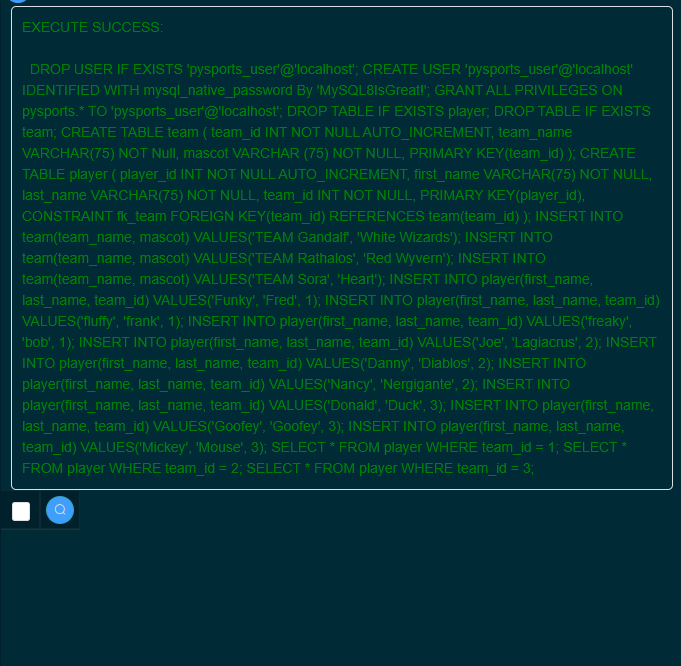 EXECUTE SUCCESS:
DROP USER IF EXISTS 'pysports_user'@'localhost'; CREATE USER 'pysports_user'@'localhost'
IDENTIFIED WITH mysql_native_password By 'MySQL8IsGreat!'; GRANT ALL PRIVILEGES ON
pysports.* TO 'pysports_user'@'localhost'; DROP TABLE IF EXISTS player; DROP TABLE IF EXISTS
team; CREATE TABLE team ( team_id INT NOT NULL AUTO_INCREMENT, team_name
VARCHAR(75) NOT Null, mascot VARCHAR (75) NOT NULL, PRIMARY KEY(team_id) ); CREATE
TABLE player ( player_id INT NOT NULL AUTO_INCREMENT, first_name VARCHAR(75) NOT NULL,
last_name VARCHAR(75) NOT NULL, team_id INT NOT NULL, PRIMARY KEY(player_id),
CONSTRAINT fk_team FOREIGN KEY(team_id) REFERENCES team(team_id) ); INSERT INTO
team(team_name, mascot) VALUES('TEAM Gandalf', 'White Wizards'); INSERT INTO
team(team_name, mascot) VALUES('TEAM Rathalos', 'Red Wyvern'); INSERT INTO
team(team_name, mascot) VALUES('TEAM Sora', 'Heart'); INSERT INTO player(first_name,
last_name, team_id) VALUES('Funky', 'Fred', 1); INSERT INTO player(first_name, last_name, team_id)
VALUES('fluffy', 'frank', 1); INSERT INTO player(first_name, last_name, team_id) VALUES('freaky',
'bob', 1); INSERT INTO player(first_name, last_name, team_id) VALUES('Joe', 'Lagiacrus', 2); INSERT
INTO player(first_name, last_name, team_id) VALUES('Danny', 'Diablos', 2); INSERT INTO
player(first_name, last_name, team_id) VALUES('Nancy', 'Nergigante', 2); INSERT INTO
player(first_name, last_name, team_id) VALUES('Donald', 'Duck', 3); INSERT INTO player(first_name,
last_name, team_id) VALUES('Goofey', 'Goofey', 3); INSERT INTO player(first_name, last_name,
team_id) VALUES('Mickey', 'Mouse', 3); SELECT * FROM player WHERE team_id = 1; SELECT *
FROM player WHERE team_id = 2; SELECT * FROM player WHERE team_id = 3;